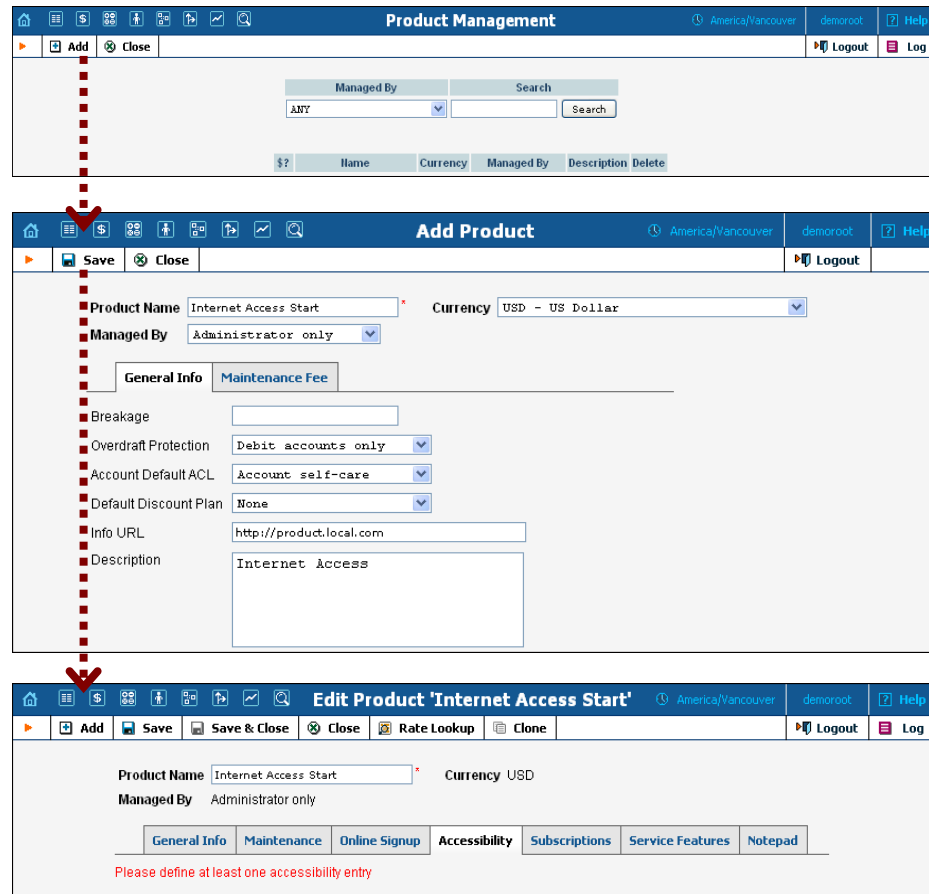 Product Management
America/Vancouver
demoroot
? Help
Add
Close
Logout
Log
Managed By Search
ANY Search
$? Name Currency Managed By Description Delete
$ Add Product America/Vancouver demoroot ? Help
Save Close Logout
Product Name Internet Access Start * Currency USD - US Dollar
Managed By Administrator only
General Info Maintenance Fee
Breakage
Overdraft Protection Debit accounts only
Account Default ACL Account self-care
Default Discount Plan None
Info URL http://product.local.com
Description Internet Access
$ Edit Product 'Internet Access Start' America/Vancouver demoroot ? Help
Add Save Save & Close Close Rate Lookup Clone Logout Log
Product Name Internet Access Start * Currency USD
Managed By Administrator only
General Info Maintenance Online Signup Accessibility Subscriptions Service Features Notepad
Please define at least one accessibility entry